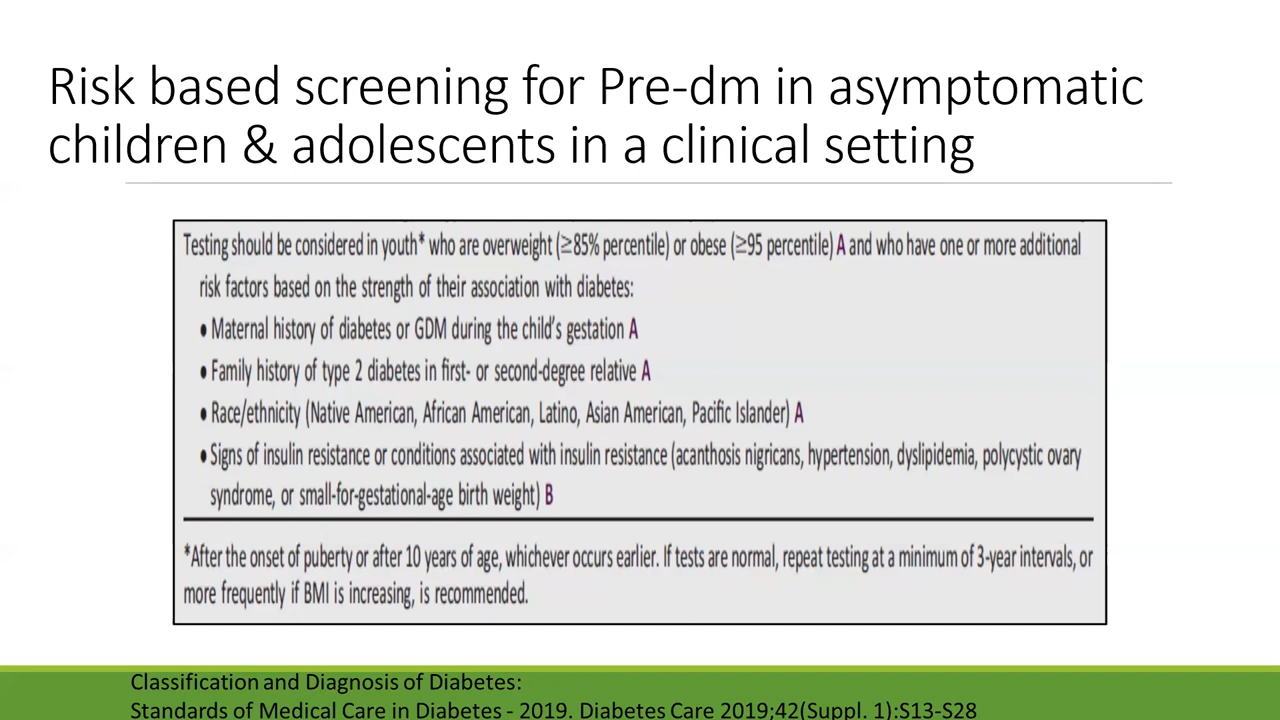 Risk based screening for Pre-dm in asymptomatic
children & adolescents in a clinical setting
Testing should be considered in youth* who are overweight (≥85% percentile) or obese (≥95 percentile) A and who have one or more additional
risk factors based on the strength of their association with diabetes:
• Maternal history of diabetes or GDM during the child's gestation A
• Family history of type 2 diabetes in first- or second-degree relative A
• Race/ethnicity (Native American, African American, Latino, Asian American, Pacific Islander) A
• Signs of insulin resistance or conditions associated with insulin resistance (acanthosis nigricans, hypertension, dyslipidemia, polycystic ovary
syndrome, or small-for-gestational-age birth weight) B
*After the onset of puberty or after 10 years of age, whichever occurs earlier. If tests are normal, repeat testing at a minimum of 3-year intervals, or
more frequently if BMI is increasing, is recommended.
Classification and Diagnosis of Diabetes:
Standards of Medical Care in Diabetes - 2019. Diabetes Care 2019;42(Suppl. 1):S13-S28